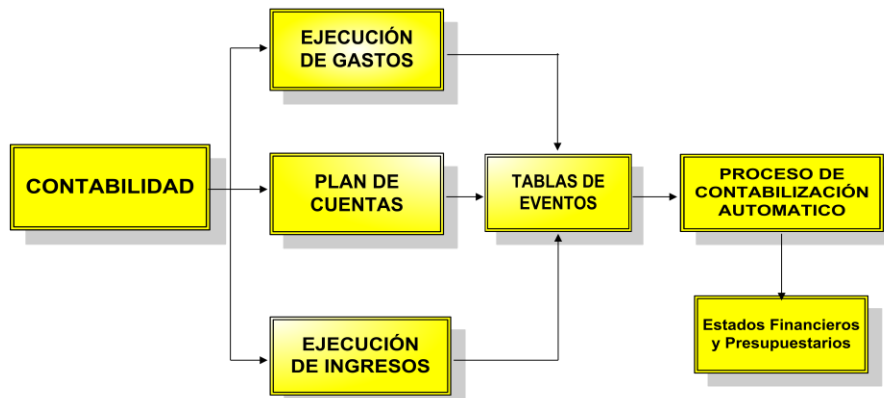 EJECUCIÓN
DE GASTOS
CONTABILIDAD
PLAN DE
CUENTAS
TABLAS DE
EVENTOS
PROCESO DE
CONTABILIZACIÓN
AUTOMATICO
EJECUCIÓN
DE INGRESOS
Estados Financieros
y Presupuestarios